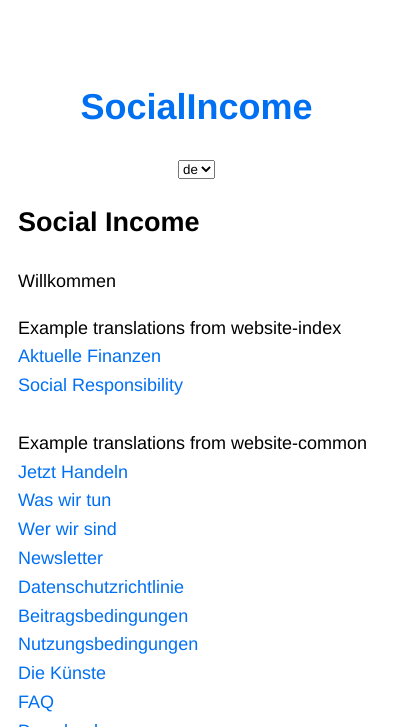 SocialIncome
de
Social Income
Willkommen
Example translations from website-index
Aktuelle Finanzen
Social Responsibility
Example translations from website-common
Jetzt Handeln
Was wir tun
Wer wir sind
Newsletter
Datenschutzrichtlinie
Beitragsbedingungen
Nutzungsbedingungen
Die Künste
FAQ